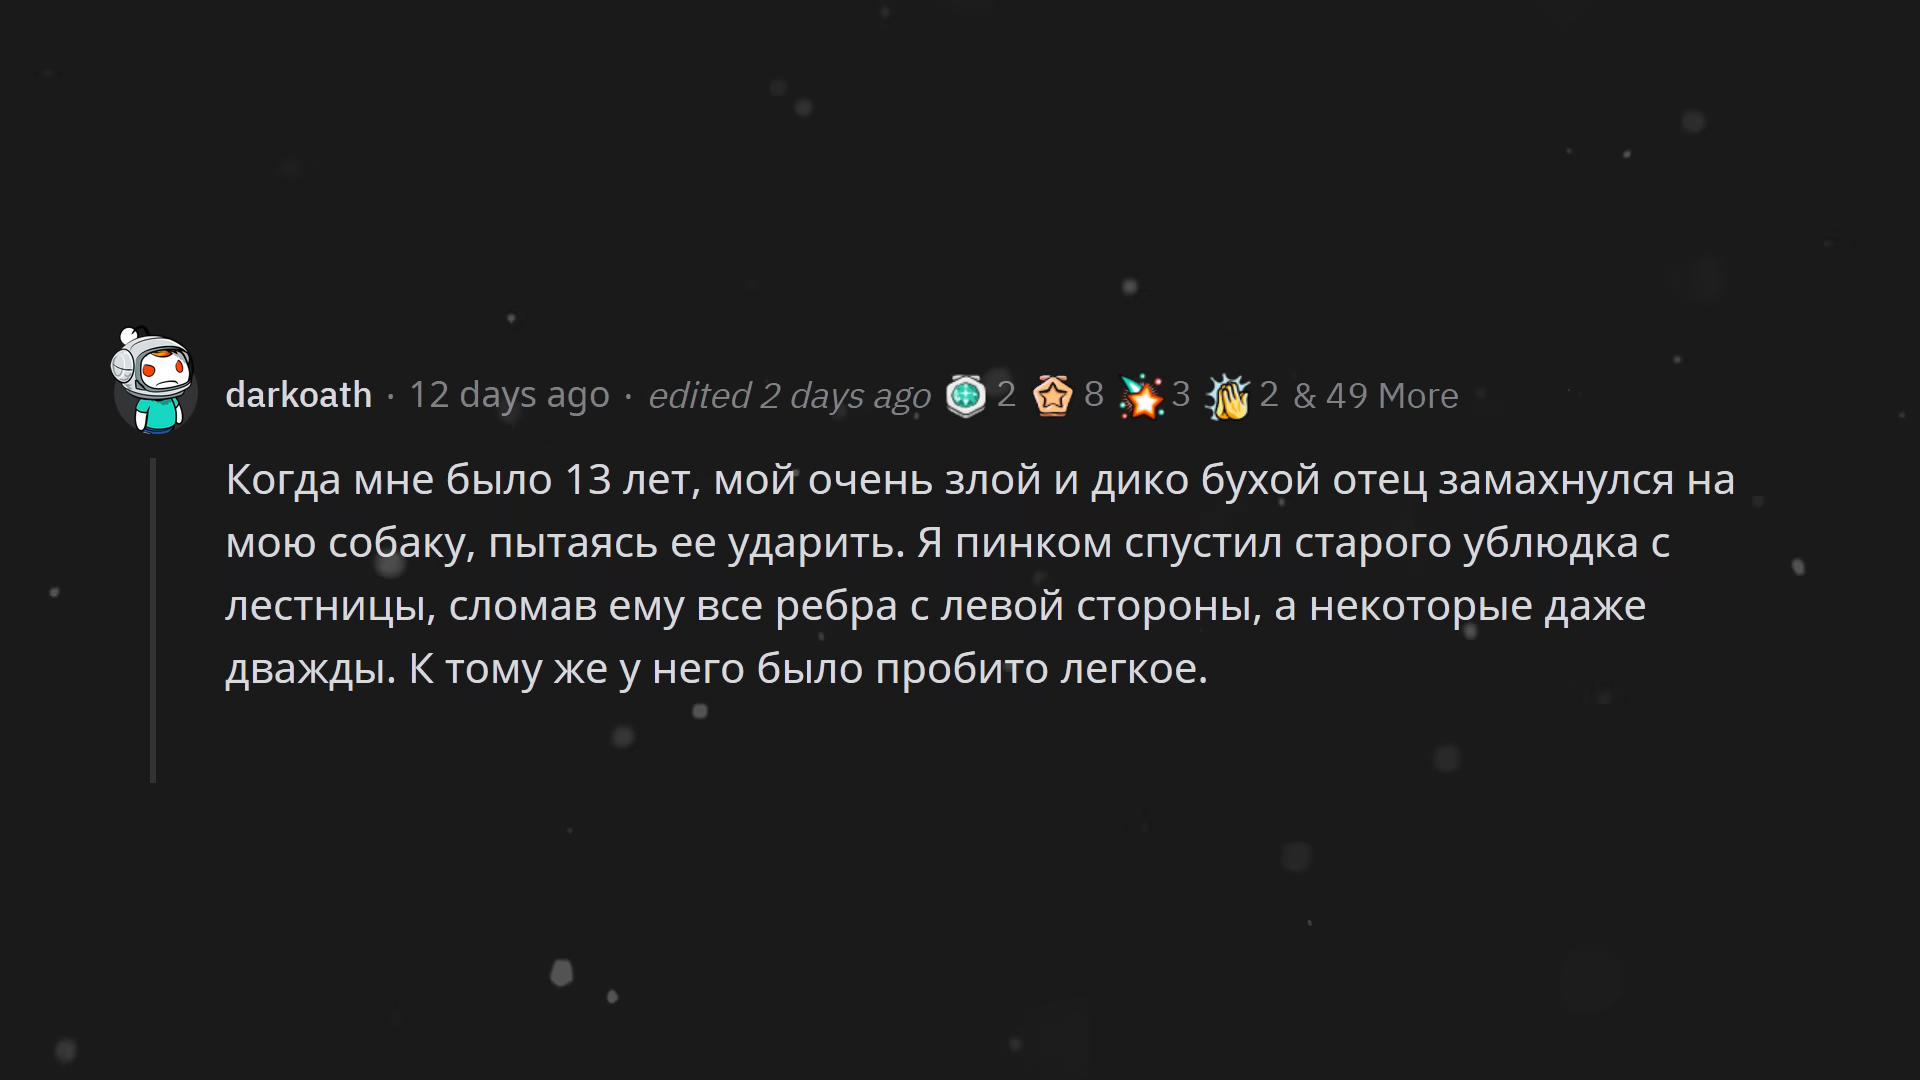 darkoath · 12 days ago · edited 2 days ago 2 8 3 2 & 49 More
Когда мне было 13 лет, мой очень злой и дико бухой отец замахнулся на
мою собаку, пытаясь ее ударить. Я пинком спустил старого ублюдка с
лестницы, сломав ему все ребра с левой стороны, а некоторые даже
дважды. К тому же у него было пробито легкое.